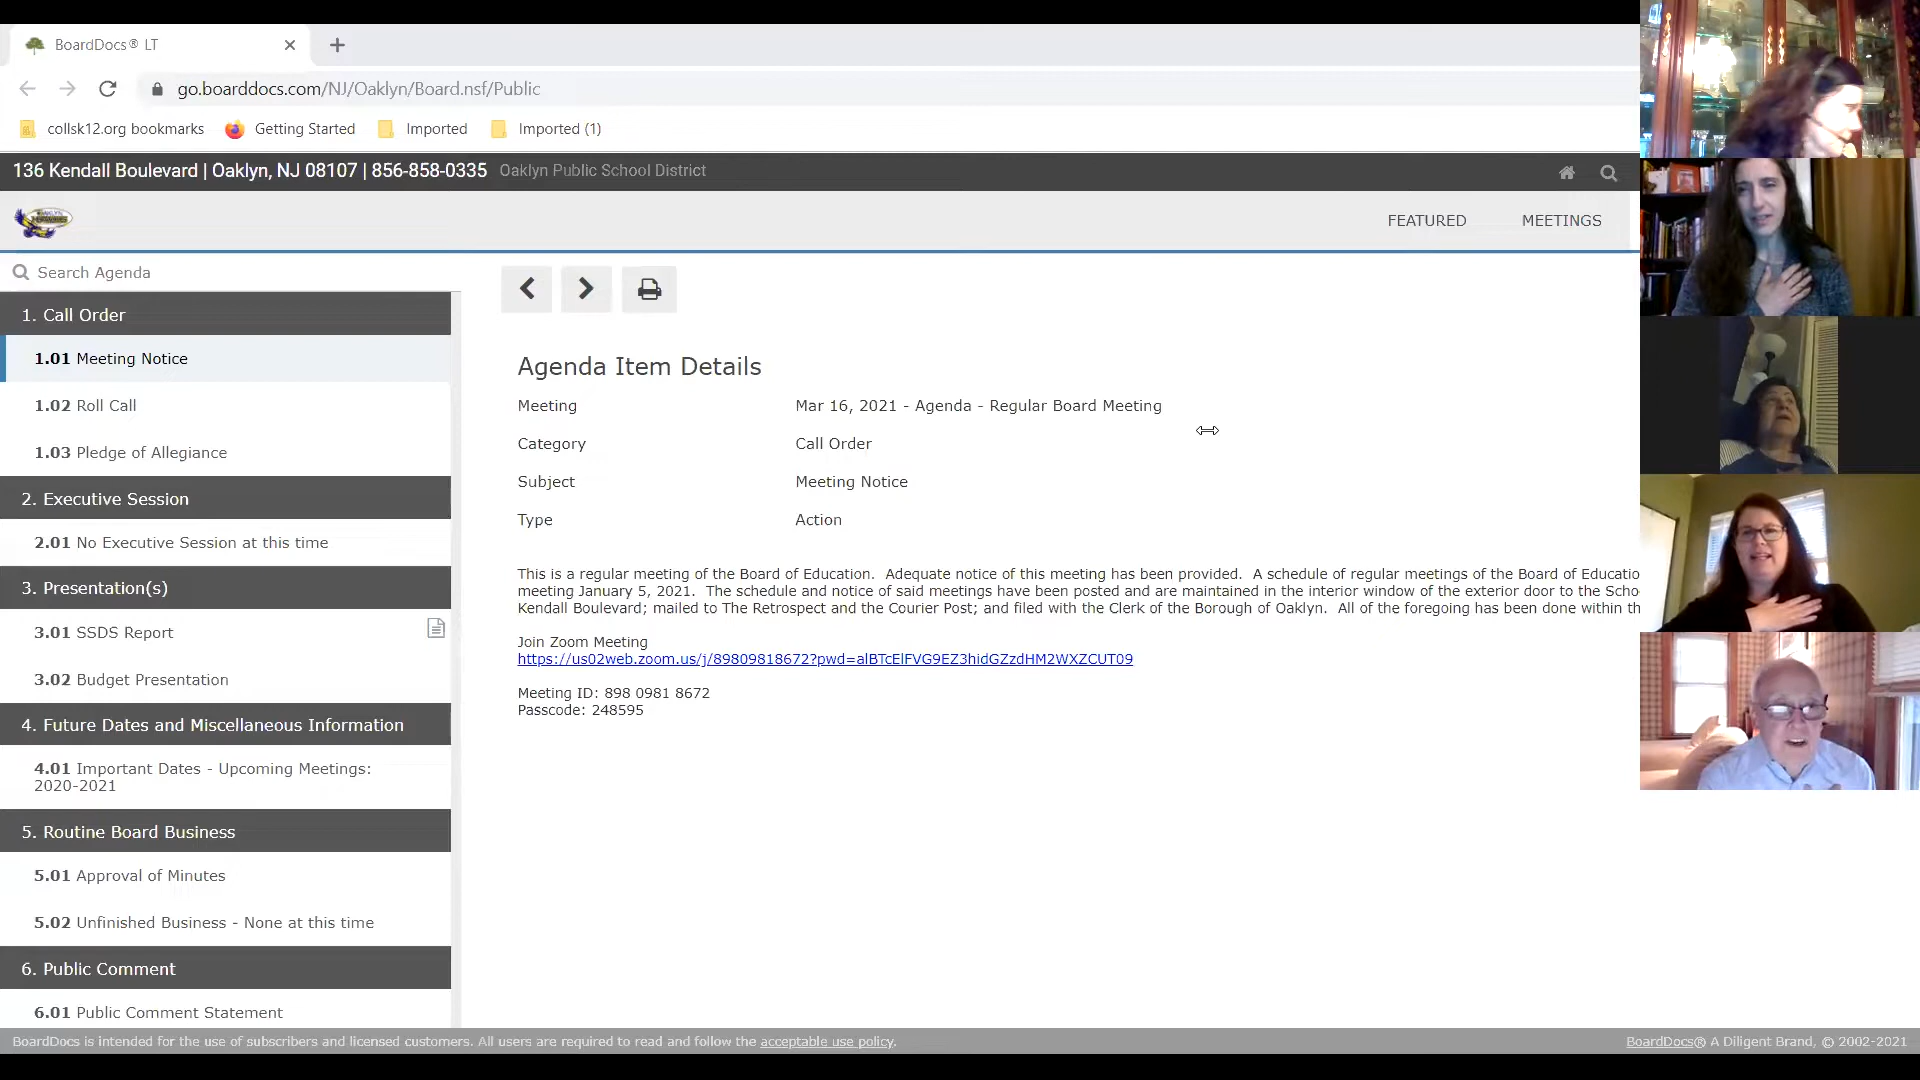 BoardDocs® LT
go.boarddocs.com/NJ/Oaklyn/Board.nsf/Public
collsk12.org bookmarks Getting Started Imported Imported (1)
136 Kendall Boulevard | Oaklyn, NJ 08107 | 856-858-0335 Oaklyn Public School District
FEATURED MEETINGS
Search Agenda
1. Call Order
1.01 Meeting Notice
1.02 Roll Call
1.03 Pledge of Allegiance
2. Executive Session
2.01 No Executive Session at this time
3. Presentation(s)
3.01 SSDS Report
3.02 Budget Presentation
4. Future Dates and Miscellaneous Information
4.01 Important Dates - Upcoming Meetings:
2020-2021
5. Routine Board Business
5.01 Approval of Minutes
5.02 Unfinished Business - None at this time
6. Public Comment
6.01 Public Comment Statement
Agenda Item Details
Meeting Mar 16, 2021 - Agenda - Regular Board Meeting
Category Call Order
Subject Meeting Notice
Type Action
This is a regular meeting of the Board of Education. Adequate notice of this meeting has been provided. A schedule of regular meetings of the Board of Educatio
meeting January 5, 2021. The schedule and notice of said meetings have been posted and are maintained in the interior window of the exterior door to the Scho
Kendall Boulevard; mailed to The Retrospect and the Courier Post; and filed with the Clerk of the Borough of Oaklyn. All of the foregoing has been done within th
Join Zoom Meeting
https://us02web.zoom.us/j/89809818672?pwd=alBTcElFVG9EZ3hidGZzdHM2WXZCUT09
Meeting ID: 898 0981 8672
Passcode: 248595
BoardDocs is intended for the use of subscribers and licensed customers. All users are required to read and follow the acceptable use policy.
BoardDocs® A Diligent Brand, © 2002-2021